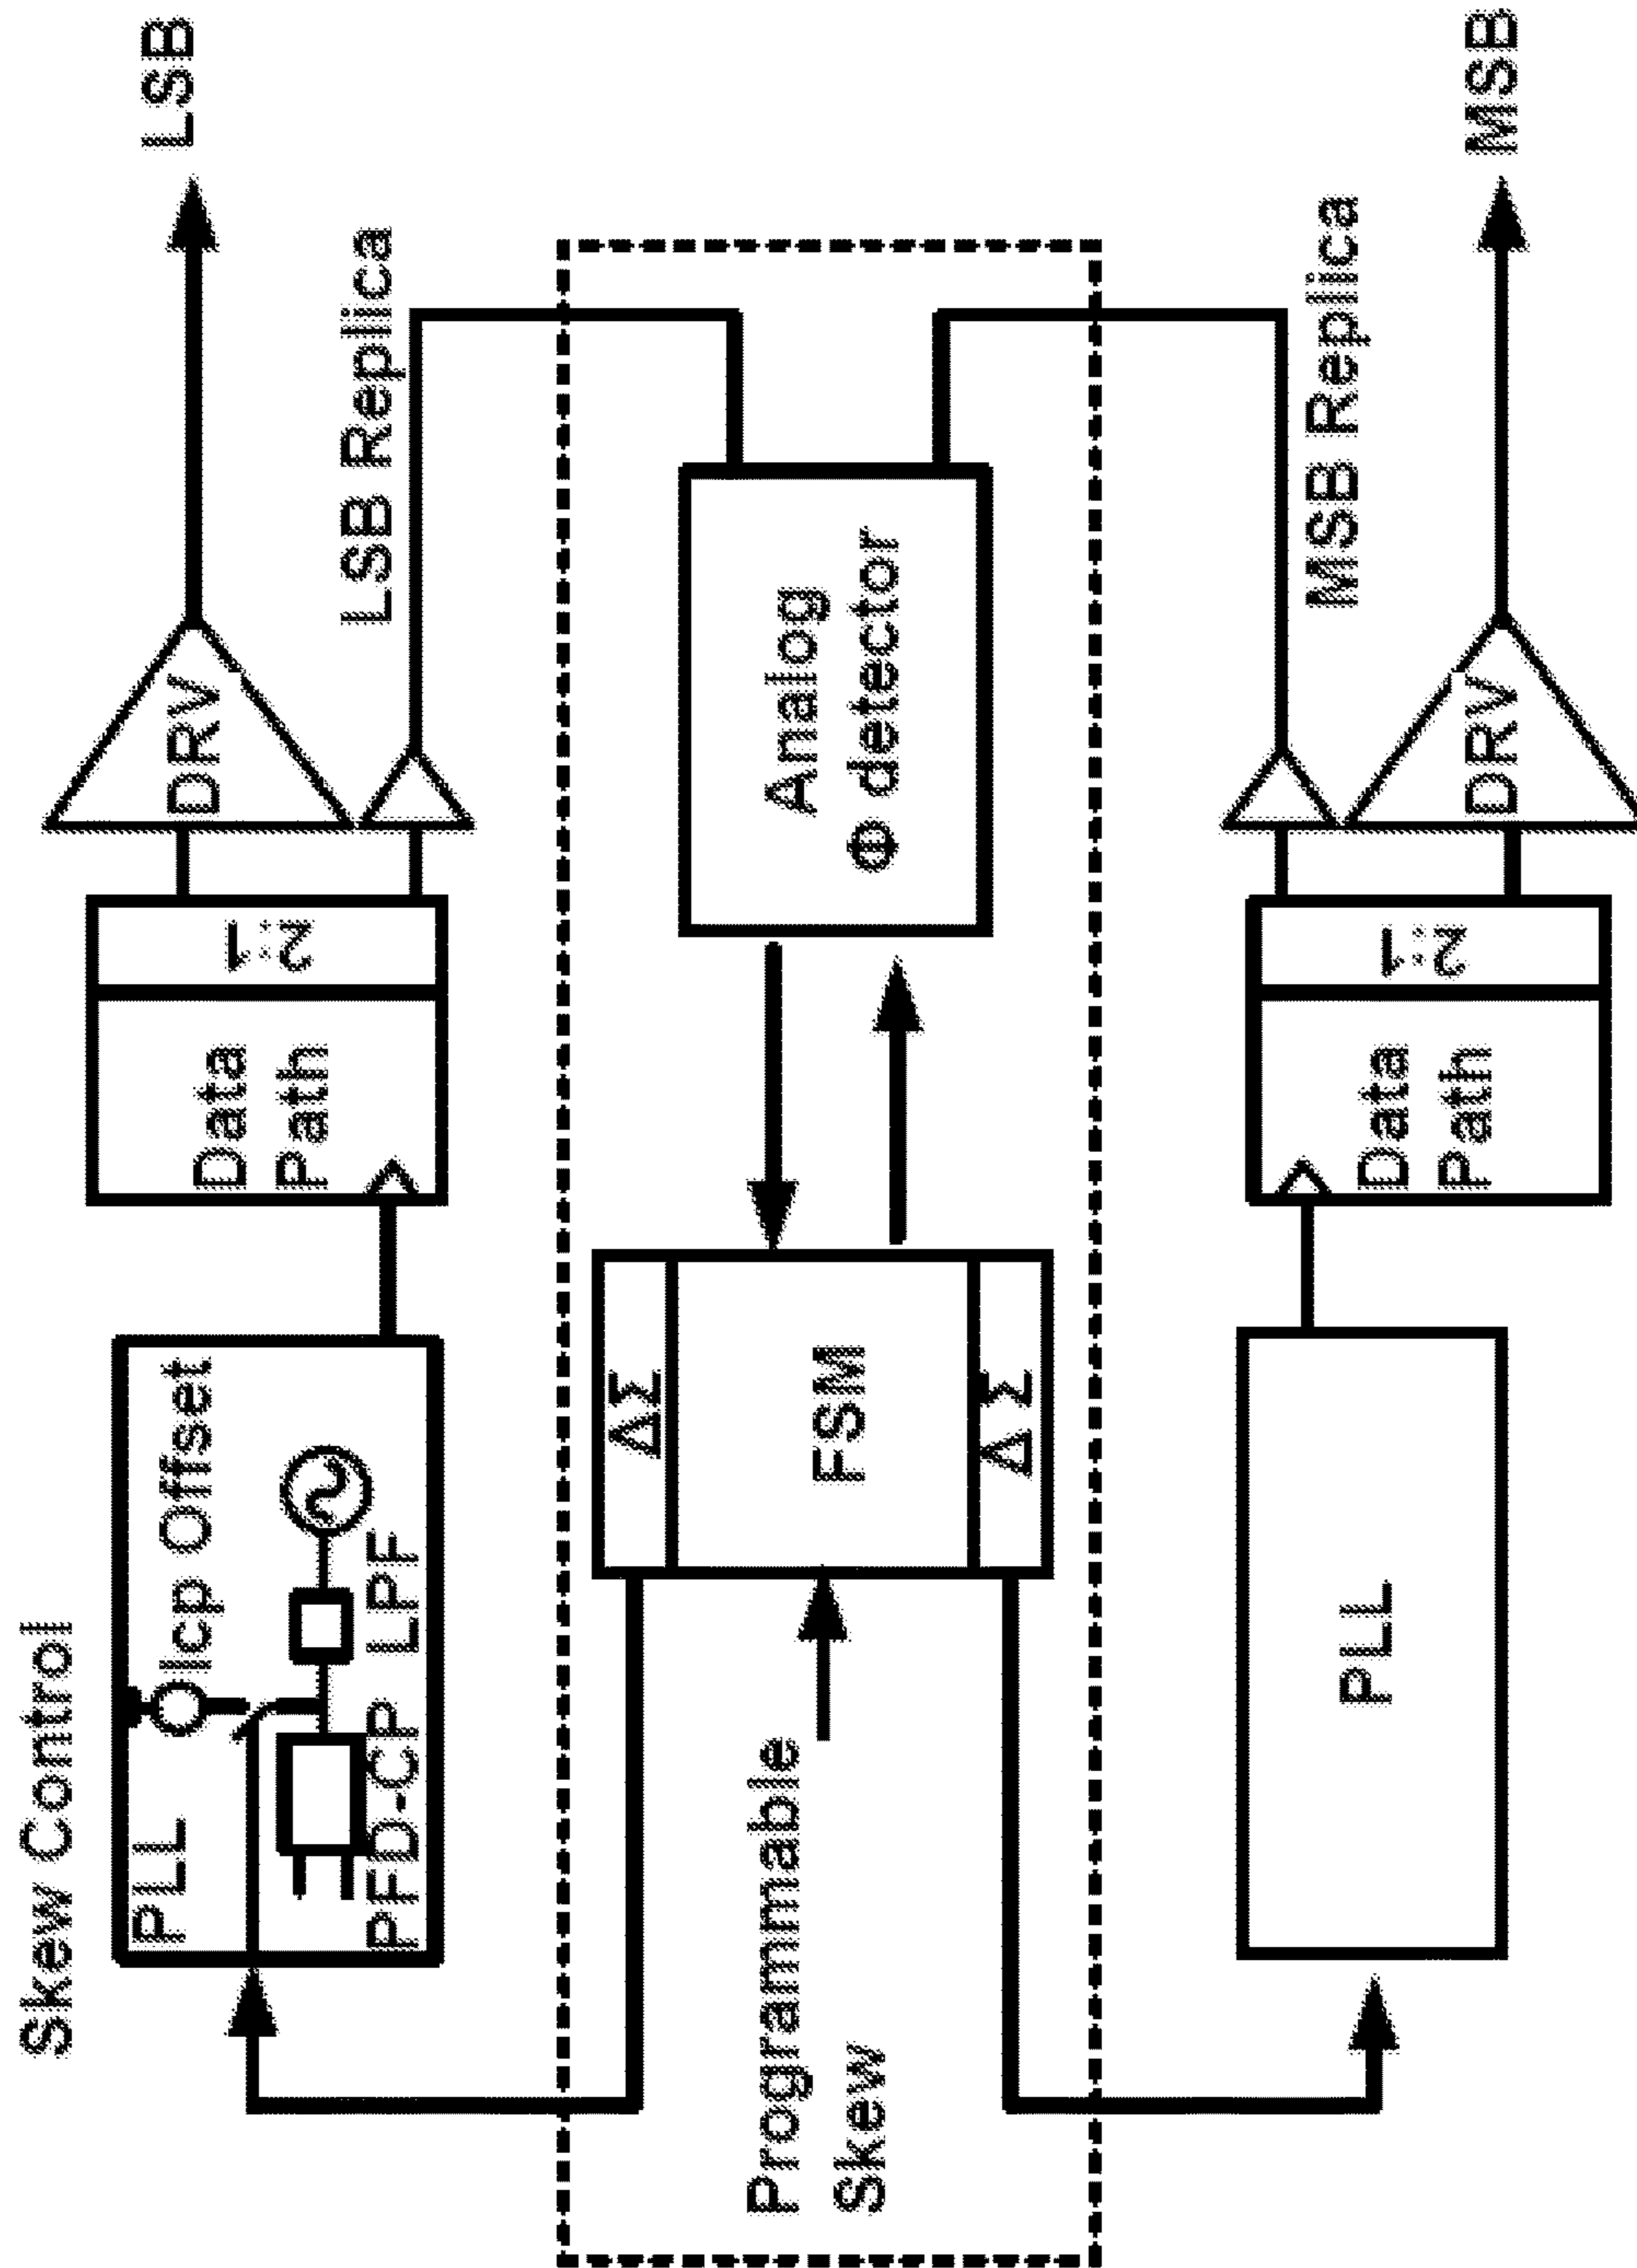 Skew Control
PLL
Icp Offset
PFD-CP
LPF
Data
Path
2:1
DRV
LSB
LSB Replica
Programmable
Skew
ΔΣ
FSM
ΔΣ
Analog
Φ detector
PLL
Data
Path
2:1
DRV
MSB Replica
MSB